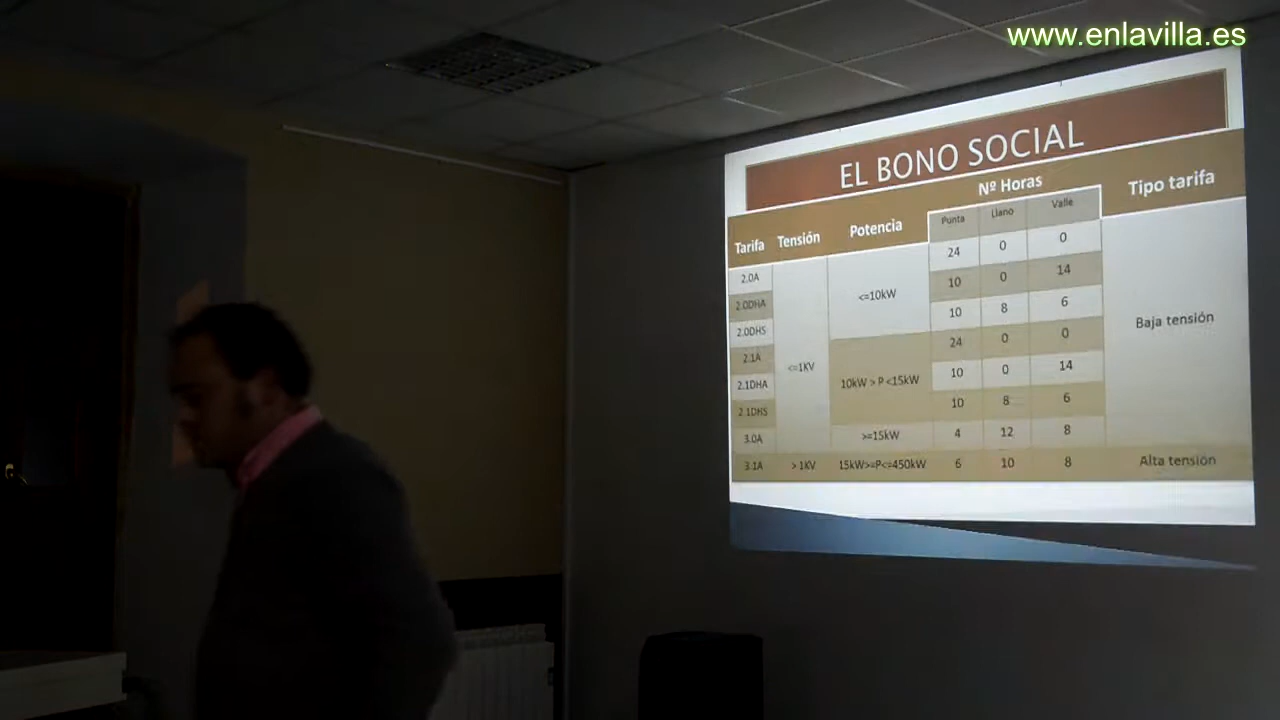 www.enlavilla.es
EL BONO SOCIAL
Tarifa Tensión Potencia Nº Horas Tipo tarifa
Punta Llano Valle
2.0A <=1KV <=10kW 24 0 0 Baja tensión
2.0DHA 10 0 14
2.0DHS 10 8 6
2.1A 10kW > P <15kW 24 0 0
2.1DHA 10 0 14
2.1DHS 10 8 6
3.0A >=15kW 4 12 8
3.1A > 1KV 15kW>=P<=450kW 6 10 8 Alta tensión